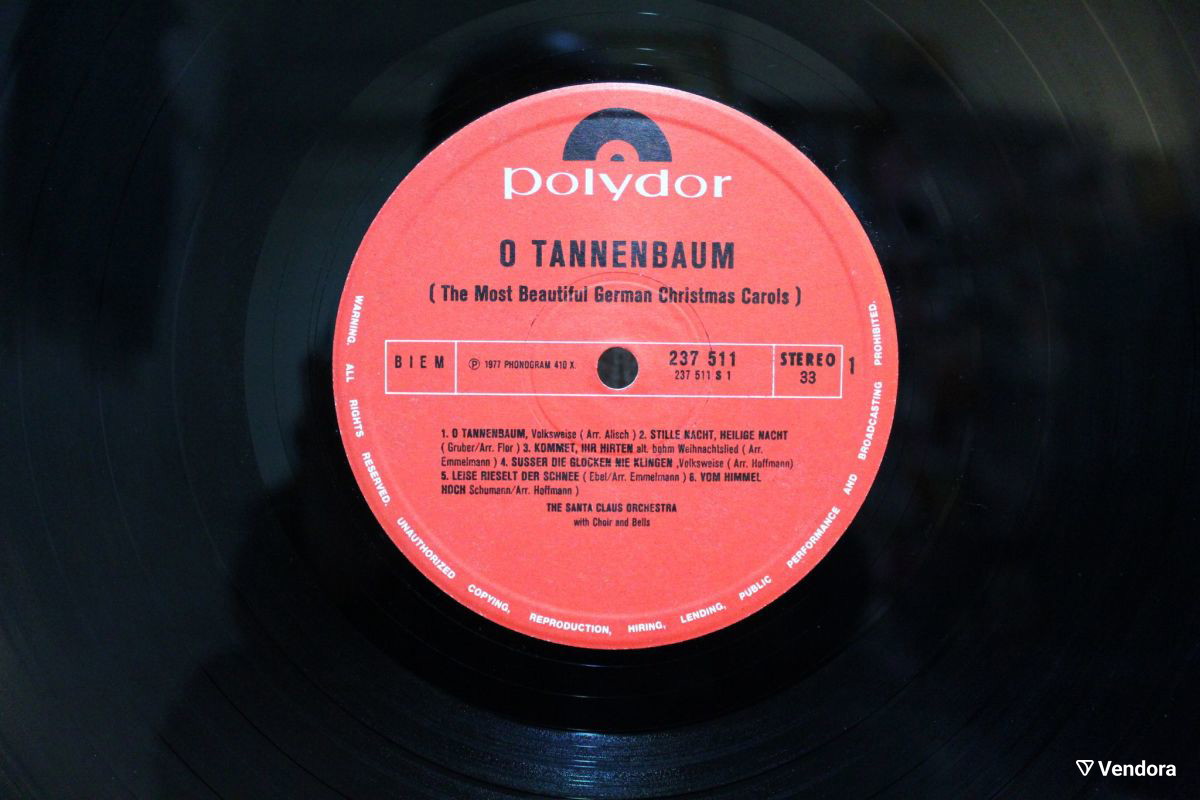 polydor
O TANNENBAUM
( The Most Beautiful German Christmas Carols )
BIEM
℗ 1977 PHONOGRAM 410 X.
237 511
237 511 S 1
STEREO
33
1
1. O TANNENBAUM, Volksweise ( Arr. Alisch ) 2. STILLE NACHT, HEILIGE NACHT
( Gruber/Arr. Flor ) 3. KOMMET, IHR HIRTEN alt. bghm Weihnachtslied ( Arr.
Emmelmann ) 4. SUSSER DIE GLOCKEN NIE KLINGEN ,Volksweise ( Arr. Hoffmann)
5. LEISE RIESELT DER SCHNEE ( Ebel/Arr. Emmelmann ) 6. VOM HIMMEL
HOCH Schumann/Arr. Hoffmann )
THE SANTA CLAUS ORCHESTRA
with Choir and Bells
WARNING. ALL RIGHTS RESERVED. UNAUTHORIZED COPYING, REPRODUCTION, HIRING, LENDING, PUBLIC PERFORMANCE AND BROADCASTING PROHIBITED.
Vendora